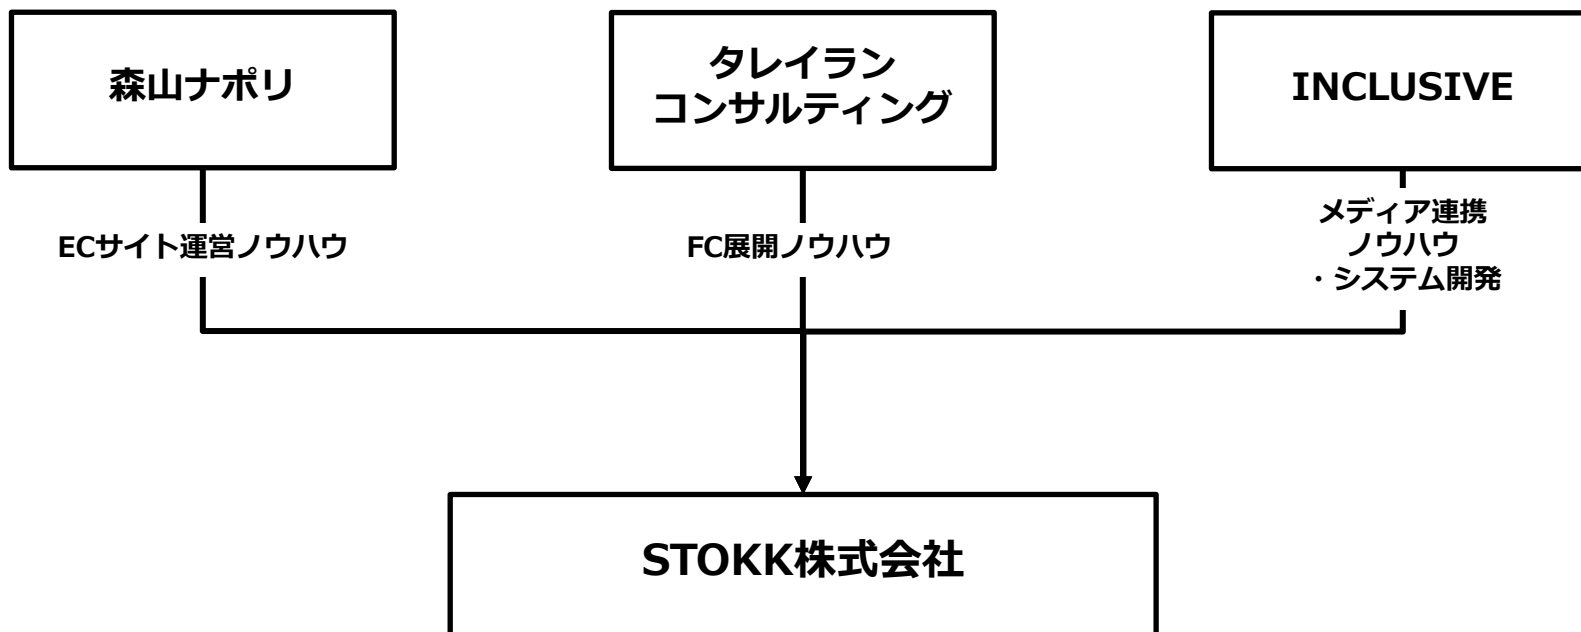 森山ナポリ
タレイラン
コンサルティング
INCLUSIVE
ECサイト運営ノウハウ
FC展開ノウハウ
メディア連携
ノウハウ
・システム開発
STOKK株式会社